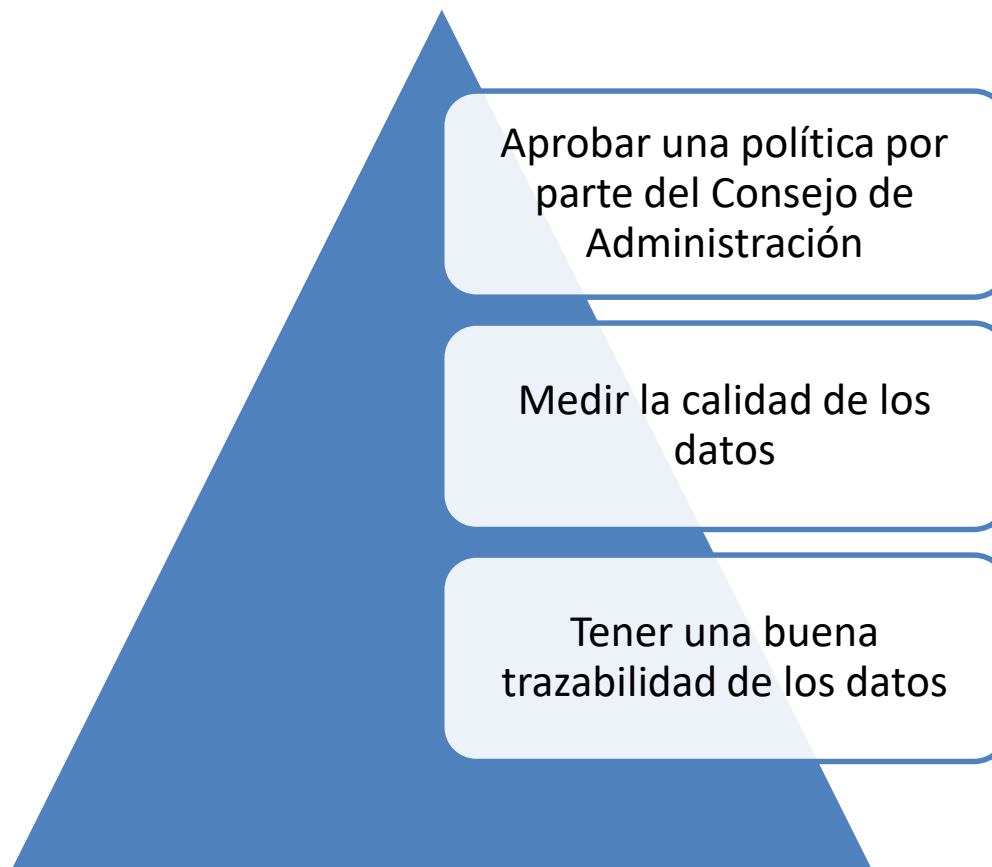 Aprobar una política por
parte del Consejo de
Administración
Medir la calidad de los
datos
Tener una buena
trazabilidad de los datos